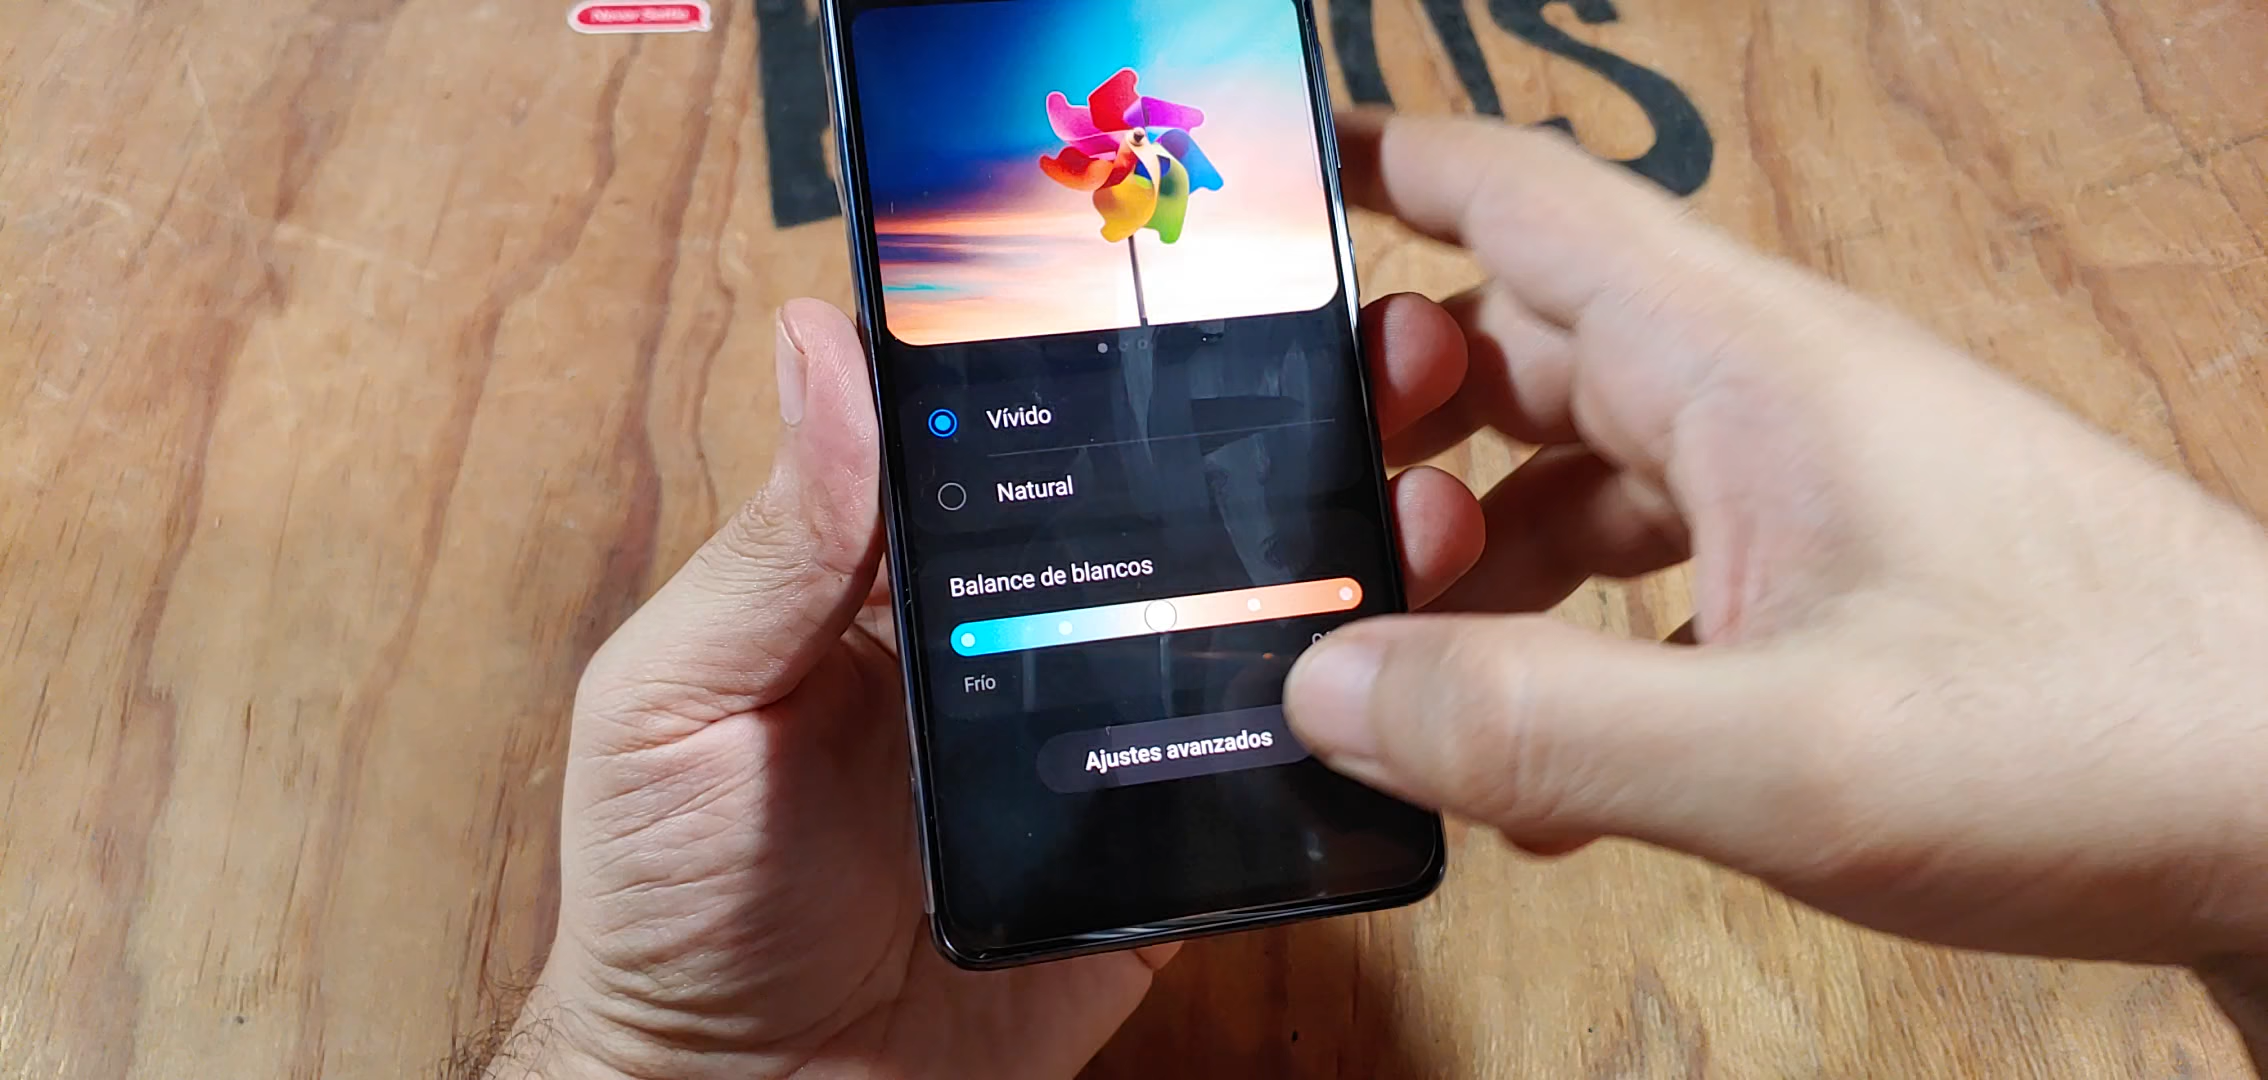 Vívido
Natural
Balance de blancos
Frío
Ajustes avanzados